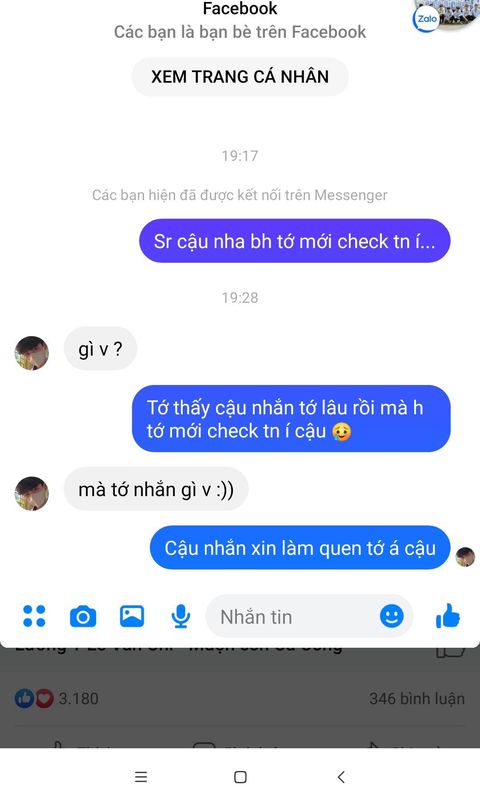 Facebook
Zalo
Các bạn là bạn bè trên Facebook
XEM TRANG CÁ NHÂN
19:17
Các bạn hiện đã được kết nối trên Messenger
Sr cậu nha bh tớ mới check tn í...
19:28
gì v ?
Tớ thấy cậu nhắn tớ lâu rồi mà h
tớ mới check tn í cậu 🥲
mà tớ nhắn gì v :))
Cậu nhắn xin làm quen tớ á cậu
Nhắn tin
3.180
346 bình luận